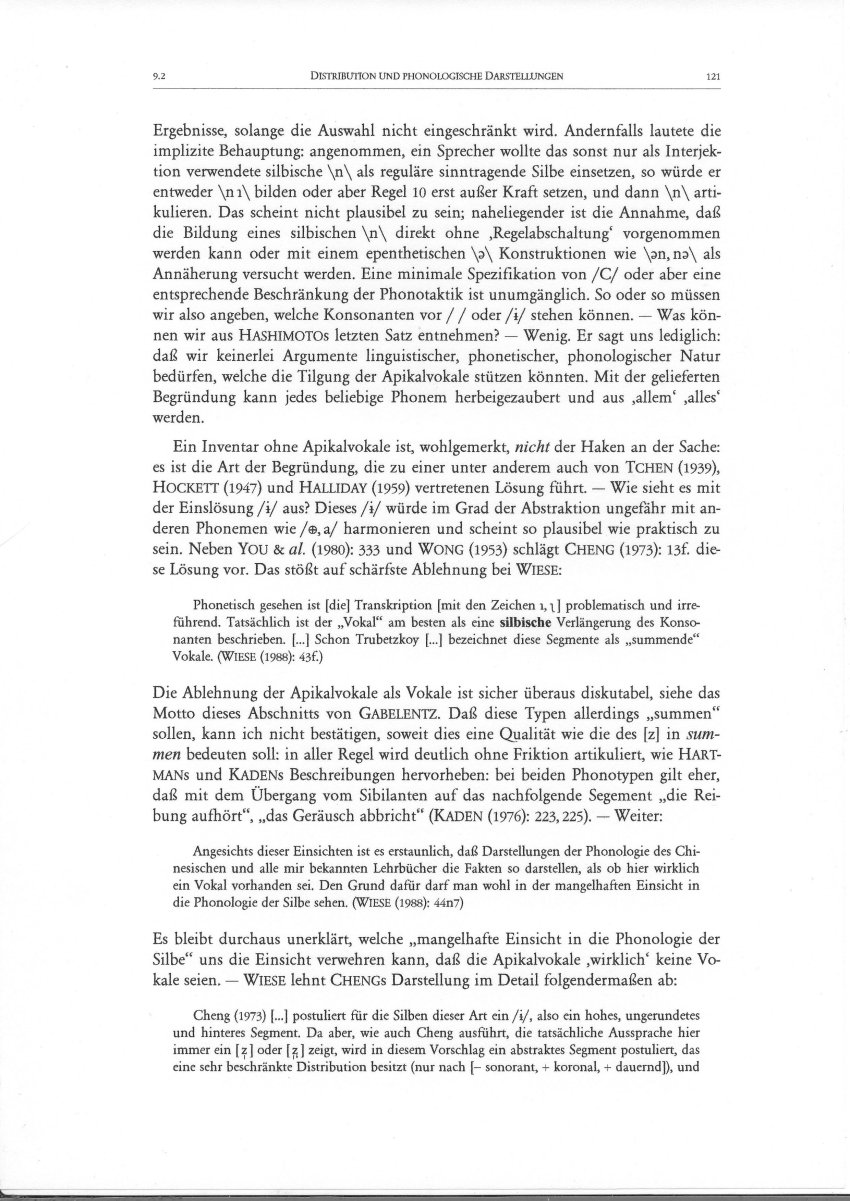 9.2 DISTRIBUTION UND PHONOLOGISCHE DARSTELLUNGEN 121
Ergebnisse, solange die Auswahl nicht eingeschränkt wird. Andernfalls lautete die
implizite Behauptung: angenommen, ein Sprecher wollte das sonst nur als Interjek-
tion verwendete silbische \n\ als reguläre sinntragende Silbe einsetzen, so würde er
entweder \n ı\ bilden oder aber Regel 10 erst außer Kraft setzen, und dann \n\ arti-
kulieren. Das scheint nicht plausibel zu sein; naheliegender ist die Annahme, daß
die Bildung eines silbischen \n\ direkt ohne ‚Regelabschaltung‘ vorgenommen
werden kann oder mit einem epenthetischen \ə\ Konstruktionen wie \ən, nə\ als
Annäherung versucht werden. Eine minimale Spezifikation von /C/ oder aber eine
entsprechende Beschränkung der Phonotaktik ist unumgänglich. So oder so müssen
wir also angeben, welche Konsonanten vor / / oder /ɨ/ stehen können. — Was kön-
nen wir aus HASHIMOTOs letzten Satz entnehmen? — Wenig. Er sagt uns lediglich:
daß wir keinerlei Argumente linguistischer, phonetischer, phonologischer Natur
bedürfen, welche die Tilgung der Apikalvokale stützen könnten. Mit der gelieferten
Begründung kann jedes beliebige Phonem herbeigezaubert und aus ‚allem‘ ‚alles‘
werden.
Ein Inventar ohne Apikalvokale ist, wohlgemerkt, nicht der Haken an der Sache:
es ist die Art der Begründung, die zu einer unter anderem auch von TCHEN (1939),
HOCKETT (1947) und HALLIDAY (1959) vertretenen Lösung führt. — Wie sieht es mit
der Einslösung /ɨ/ aus? Dieses /ɨ/ würde im Grad der Abstraktion ungefähr mit an-
deren Phonemen wie /ⴲ, a/ harmonieren und scheint so plausibel wie praktisch zu
sein. Neben YOU & al. (1980): 333 und WONG (1953) schlägt CHENG (1973): 13f. die-
se Lösung vor. Das stößt auf schärfste Ablehnung bei WIESE:
Phonetisch gesehen ist [die] Transkription [mit den Zeichen ı, ʅ] problematisch und irre-
führend. Tatsächlich ist der „Vokal“ am besten als eine silbische Verlängerung des Konso-
nanten beschrieben. [...] Schon Trubetzkoy [...] bezeichnet diese Segmente als „summende“
Vokale. (WIESE (1988): 43f.)
Die Ablehnung der Apikalvokale als Vokale ist sicher überaus diskutabel, siehe das
Motto dieses Abschnitts von GABELENTZ. Daß diese Typen allerdings „summen“
sollen, kann ich nicht bestätigen, soweit dies eine Qualität wie die des [z] in sum-
men bedeuten soll: in aller Regel wird deutlich ohne Friktion artikuliert, wie HART-
MANs und KADENs Beschreibungen hervorheben: bei beiden Phonotypen gilt eher,
daß mit dem Übergang vom Sibilanten auf das nachfolgende Segement „die Rei-
bung aufhört“, „das Geräusch abbricht“ (KADEN (1976): 223, 225). — Weiter:
Angesichts dieser Einsichten ist es erstaunlich, daß Darstellungen der Phonologie des Chi-
nesischen und alle mir bekannten Lehrbücher die Fakten so darstellen, als ob hier wirklich
ein Vokal vorhanden sei. Den Grund dafür darf man wohl in der mangelhaften Einsicht in
die Phonologie der Silbe sehen. (WIESE (1988): 44n7)
Es bleibt durchaus unerklärt, welche „mangelhafte Einsicht in die Phonologie der
Silbe“ uns die Einsicht verwehren kann, daß die Apikalvokale ‚wirklich‘ keine Vo-
kale seien. — WIESE lehnt CHENGs Darstellung im Detail folgendermaßen ab:
Cheng (1973) [...] postuliert für die Silben dieser Art ein /ɨ/, also ein hohes, ungerundetes
und hinteres Segment. Da aber, wie auch Cheng ausführt, die tatsächliche Aussprache hier
immer ein [z̩] oder [ʐ̩] zeigt, wird in diesem Vorschlag ein abstraktes Segment postuliert, das
eine sehr beschränkte Distribution besitzt (nur nach [– sonorant, + koronal, + dauernd]), und